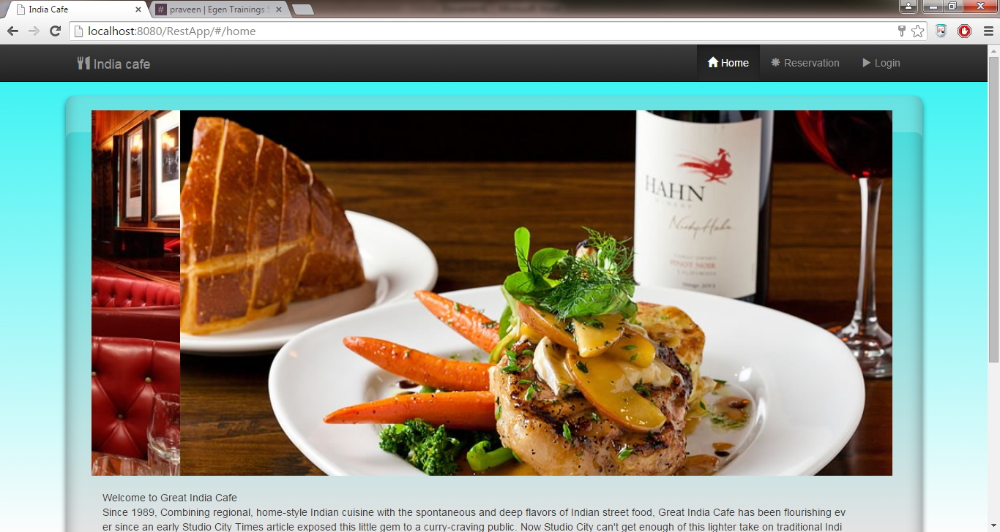 India Cafe
praveen | Egen Trainings S
localhost:8080/RestApp/#/home
India cafe
Home
Reservation
Login
HAHN
WINERY
Nicky Hahn
PINOT NOIR
CALIFORNIA
Welcome to Great India Cafe
Since 1989, Combining regional, home-style Indian cuisine with the spontaneous and deep flavors of Indian street food, Great India Cafe has been flourishing ev
er since an early Studio City Times article exposed this little gem to a curry-craving public. Now Studio City can't get enough of this lighter take on traditional Indi